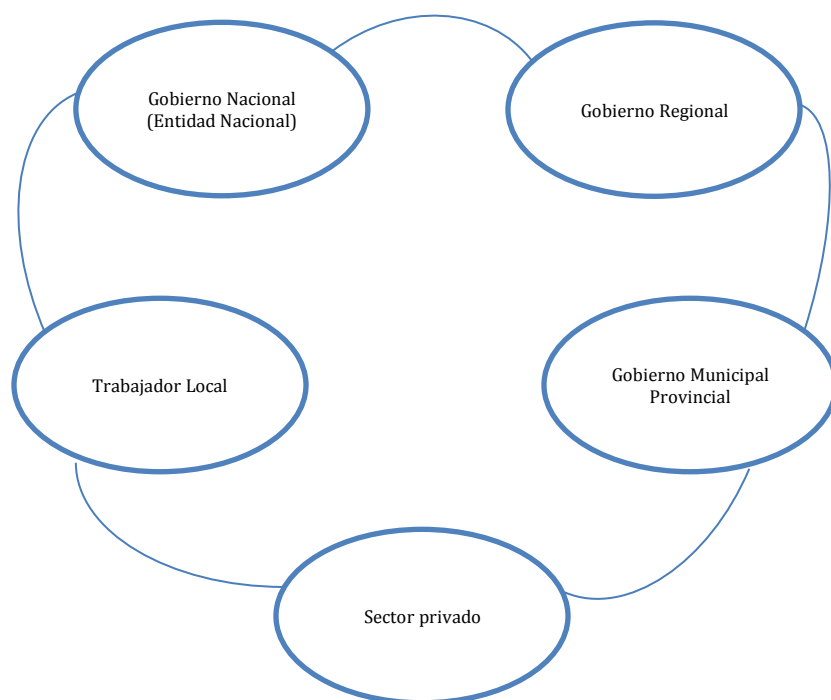 Gobierno Nacional
(Entidad Nacional)
Gobierno Regional
Trabajador Local
Gobierno Municipal
Provincial
Sector privado